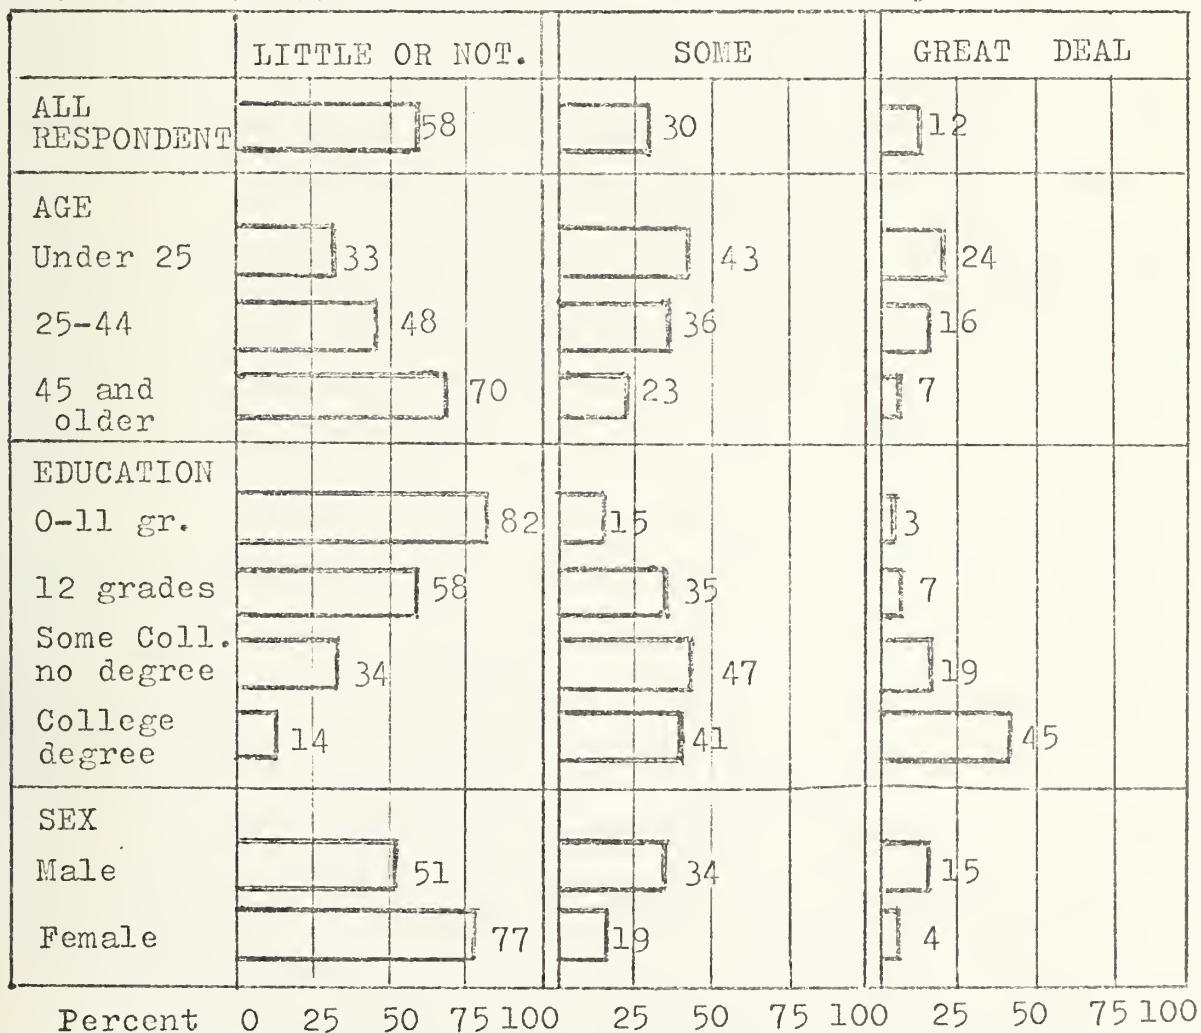 LITTLE OR NOT. SOME GREAT DEAL
ALL
RESPONDENT 58 30 12
AGE
Under 25 33 43 24
25-44 48 36 16
45 and
older 70 23 7
EDUCATION
0-11 gr. 82 15 3
12 grades 58 35 7
Some Coll.
no degree 34 47 19
College
degree 14 41 45
SEX
Male 51 34 15
Female 77 19 4
Percent 0 25 50 75 100 25 50 75 100 25 50 75 100